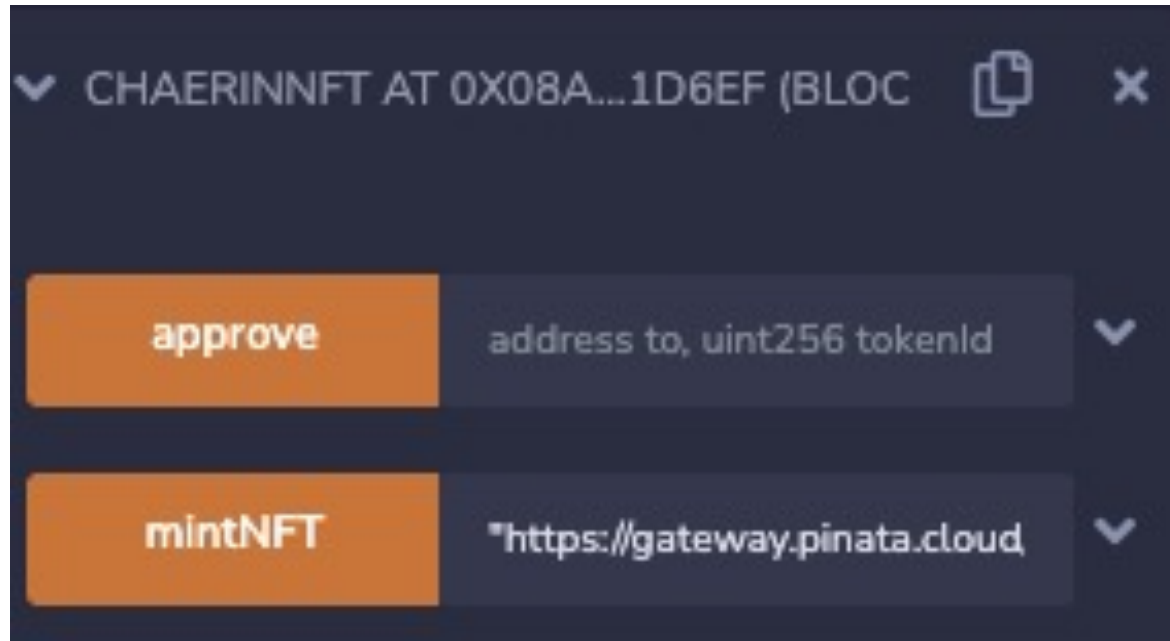 CHAERINNFT AT 0X08A...1D6EF (BLOC
approve address to, uint256 tokenId
mintNFT "https://gateway.pinata.cloud,